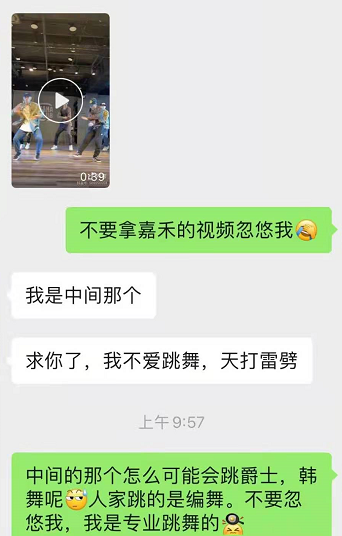 0:39
不要拿嘉禾的视频忽悠我
我是中间那个
求你了，我不爱跳舞，天打雷劈
上午 9:57
中间的那个怎么可能会跳爵士，韩
舞呢人家跳的是编舞。不要忽
悠我，我是专业跳舞的